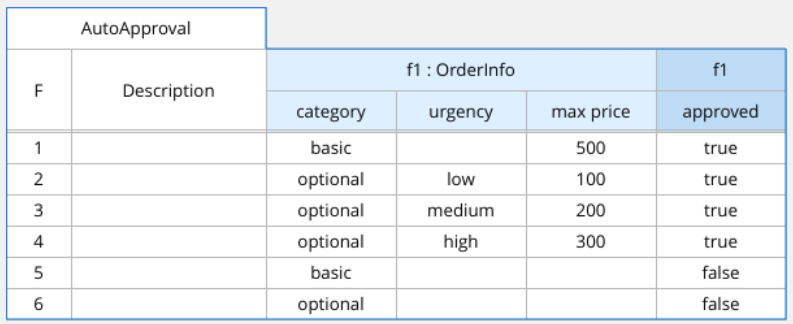 AutoApproval
F Description f1 : OrderInfo f1
category urgency max price approved
1 basic 500 true
2 optional low 100 true
3 optional medium 200 true
4 optional high 300 true
5 basic false
6 optional false